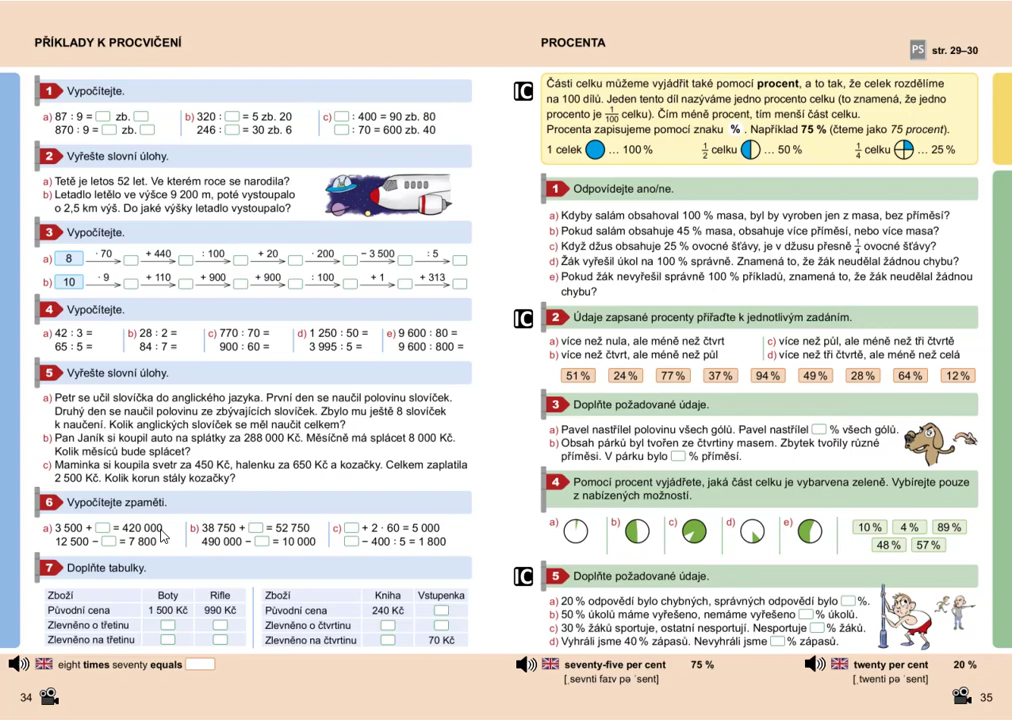 PŘÍKLADY K PROCVIČENÍ
1 Vypočítejte.
a) 87 : 9 = zb.
870 : 9 = zb.
b) 320 : = 5 zb. 20
246 : = 30 zb. 6
c) : 400 = 90 zb. 80
: 70 = 600 zb. 40
2 Vyřešte slovní úlohy.
a) Tetě je letos 52 let. Ve kterém roce se narodila?
b) Letadlo letělo ve výšce 9 200 m, poté vystoupalo
o 2,5 km výš. Do jaké výšky letadlo vystoupalo?
3 Vypočítejte.
a) 8 · 70 + 440 : 100 + 20 · 200 − 3 500 : 5
b) 10 · 9 + 110 + 900 + 900 : 100 + 1 + 313
4 Vypočítejte.
a) 42 : 3 =
65 : 5 =
b) 28 : 2 =
84 : 7 =
c) 770 : 70 =
900 : 60 =
d) 1 250 : 50 =
3 995 : 5 =
e) 9 600 : 80 =
9 600 : 800 =
5 Vyřešte slovní úlohy.
a) Petr se učil slovíčka do anglického jazyka. První den se naučil polovinu slovíček.
Druhý den se naučil polovinu ze zbývajících slovíček. Zbylo mu ještě 8 slovíček
k naučení. Kolik anglických slovíček se měl naučit celkem?
b) Pan Janík si koupil auto na splátky za 288 000 Kč. Měsíčně má splácet 8 000 Kč.
Kolik měsíců bude splácet?
c) Maminka si koupila svetr za 450 Kč, halenku za 650 Kč a kozačky. Celkem zaplatila
2 500 Kč. Kolik korun stály kozačky?
6 Vypočítejte zpaměti.
a) 3 500 + = 420 000
12 500 − = 7 800
b) 38 750 + = 52 750
490 000 − = 10 000
c) + 2 · 60 = 5 000
− 400 : 5 = 1 800
7 Doplňte tabulky.
Zboží Boty Rifle
Původní cena 1 500 Kč 990 Kč
Zlevněno o třetinu
Zlevněno na třetinu
Zboží Kniha Vstupenka
Původní cena 240 Kč
Zlevněno o čtvrtinu
Zlevněno na čtvrtinu 70 Kč
eight times seventy equals
34
PROCENTA
PS str. 29–30
Části celku můžeme vyjádřit také pomocí procent, a to tak, že celek rozdělíme
na 100 dílů. Jeden tento díl nazýváme jedno procento celku (to znamená, že jedno
procento je 1/100 celku). Čím méně procent, tím menší část celku.
Procenta zapisujeme pomocí znaku % . Například 75 % (čteme jako 75 procent).
1 celek … 100 % 1/2 celku … 50 % 1/4 celku … 25 %
1 Odpovídejte ano/ne.
a) Kdyby salám obsahoval 100 % masa, byl by vyroben jen z masa, bez příměsí?
b) Pokud salám obsahuje 45 % masa, obsahuje více příměsí, nebo více masa?
c) Když džus obsahuje 25 % ovocné šťávy, je v džusu přesně 1/4 ovocné šťávy?
d) Žák vyřešil úkol na 100 % správně. Znamená to, že žák neudělal žádnou chybu?
e) Pokud žák nevyřešil správně 100 % příkladů, znamená to, že žák neudělal žádnou
chybu?
IC
2 Údaje zapsané procenty přiřaďte k jednotlivým zadáním.
a) více než nula, ale méně než čtvrt
b) více než čtvrt, ale méně než půl
c) více než půl, ale méně než tři čtvrtě
d) více než tři čtvrtě, ale méně než celá
51 % 24 % 77 % 37 % 94 % 49 % 28 % 64 % 12 %
3 Doplňte požadované údaje.
a) Pavel nastřílel polovinu všech gólů. Pavel nastřílel % všech gólů.
b) Obsah párků byl tvořen ze čtvrtiny masem. Zbytek tvořily různé
příměsi. V párku bylo % příměsí.
4 Pomocí procent vyjádřete, jaká část celku je vybarvena zeleně. Vybírejte pouze
z nabízených možností.
a) b) c) d) e)
10 % 4 % 89 %
48 % 57 %
IC
5 Doplňte požadované údaje.
a) 20 % odpovědí bylo chybných, správných odpovědí bylo %.
b) 50 % úkolů máme vyřešeno, nemáme vyřešeno % úkolů.
c) 30 % žáků sportuje, ostatní nesportují. Nesportuje % žáků.
d) Vyhráli jsme 40 % zápasů. Nevyhráli jsme % zápasů.
seventy-five per cent 75 %
[ˌsevnti faɪv pə ˈsent]
twenty per cent 20 %
[ˌtwenti pə ˈsent]
35
IC